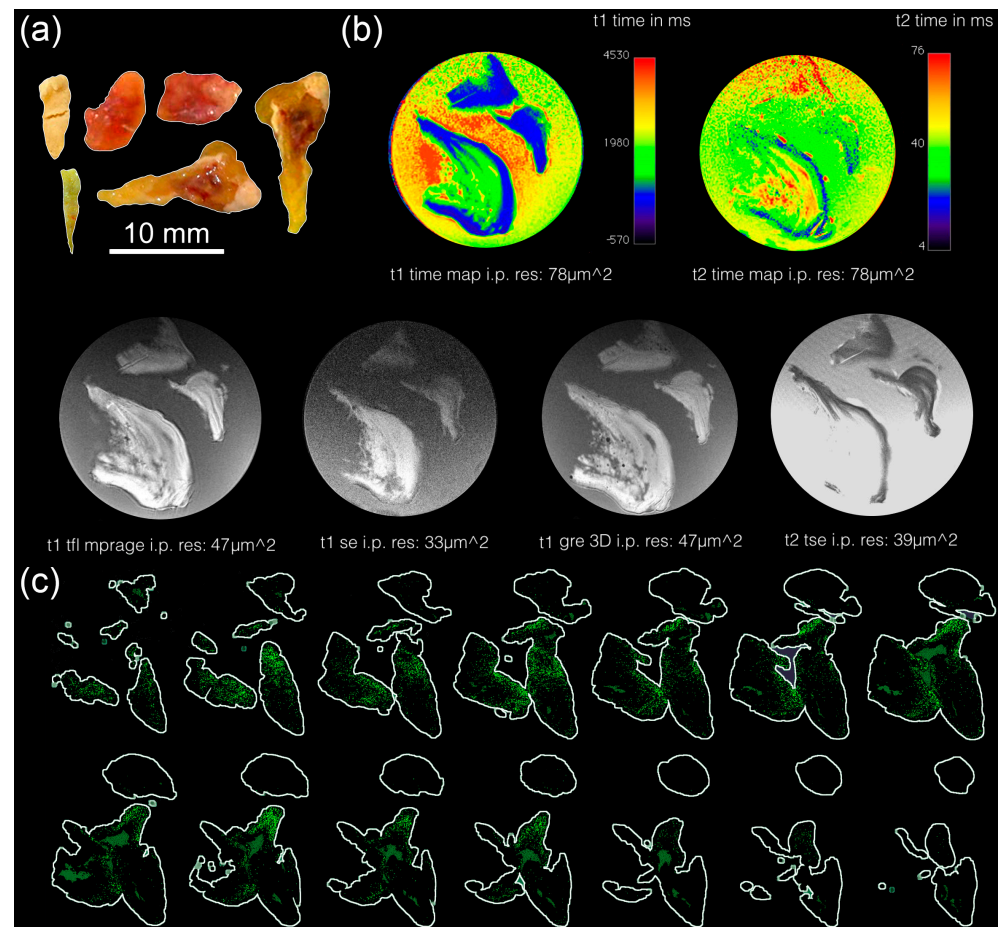 (a)
(b)
t1 time in ms
t2 time in ms
4530
1980
-570
76
40
4
10 mm
t1 time map i.p. res: 78µm^2
t2 time map i.p. res: 78µm^2
t1 tfl mprage i.p. res: 47µm^2
t1 se i.p. res: 33µm^2
t1 gre 3D i.p. res: 47µm^2
t2 tse i.p. res: 39µm^2
(c)